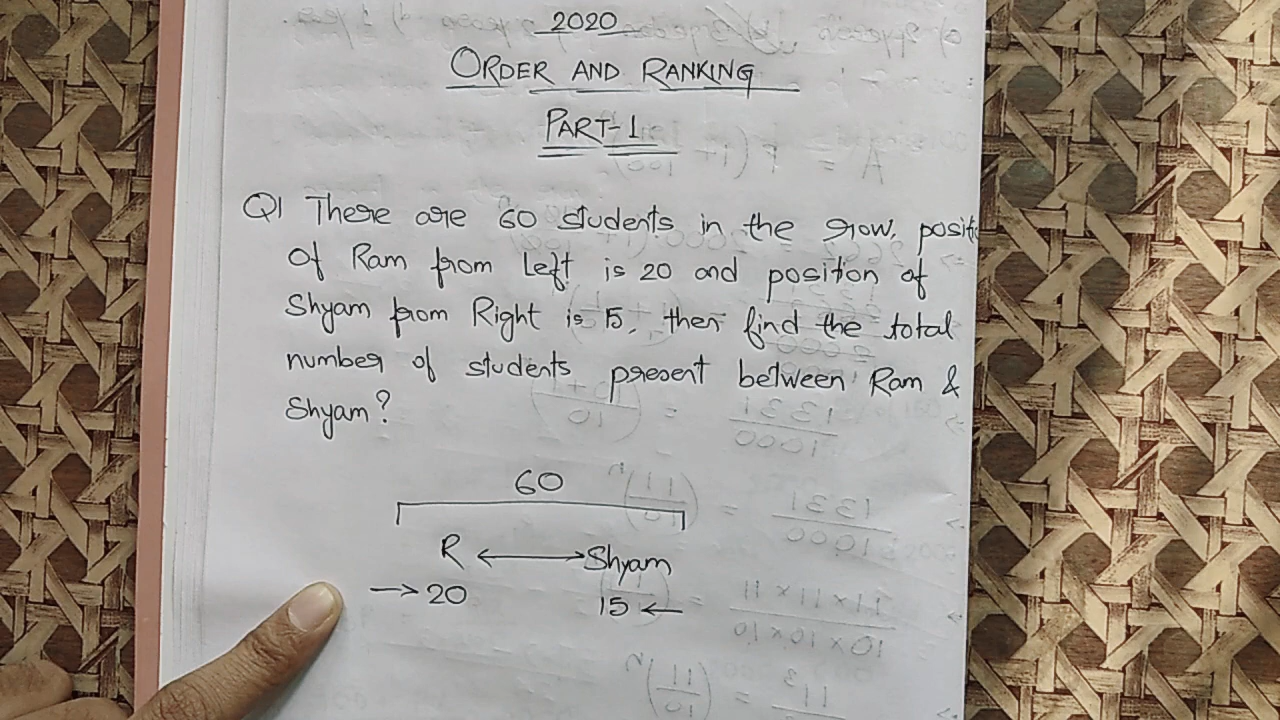 2020
ORDER AND RANKING
PART-1
Q1 There are 60 students in the row, posit
of Ram from Left is 20 and position of
Shyam from Right is 15, then find the total
number of students present between Ram &
Shyam?
60
R ⟷ Shyam
→ 20 15 ←